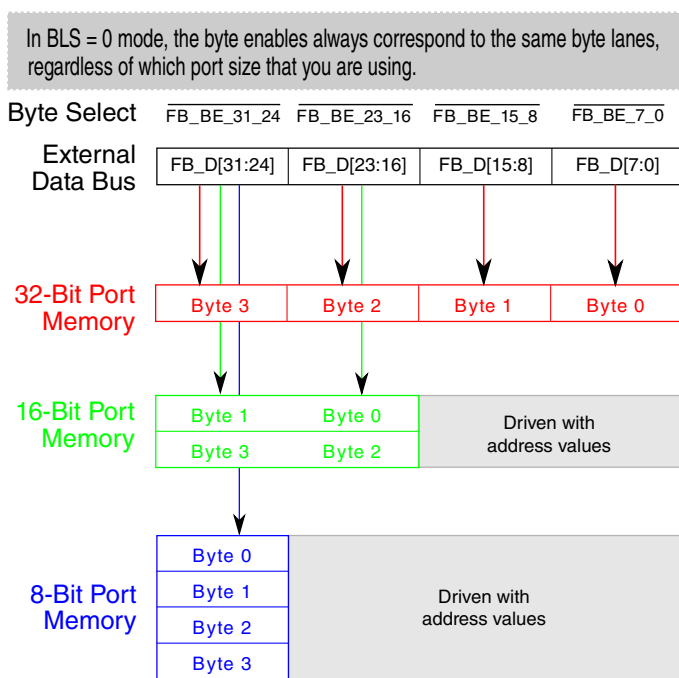 In BLS = 0 mode, the byte enables always correspond to the same byte lanes,
regardless of which port size that you are using.
Byte Select FB_BE_31_24 FB_BE_23_16 FB_BE_15_8 FB_BE_7_0
External
Data Bus
FB_D[31:24] FB_D[23:16] FB_D[15:8] FB_D[7:0]
32-Bit Port
Memory
Byte 3 Byte 2 Byte 1 Byte 0
16-Bit Port
Memory
Byte 1 Byte 0
Byte 3 Byte 2
Driven with
address values
8-Bit Port
Memory
Byte 0
Byte 1
Byte 2
Byte 3
Driven with
address values